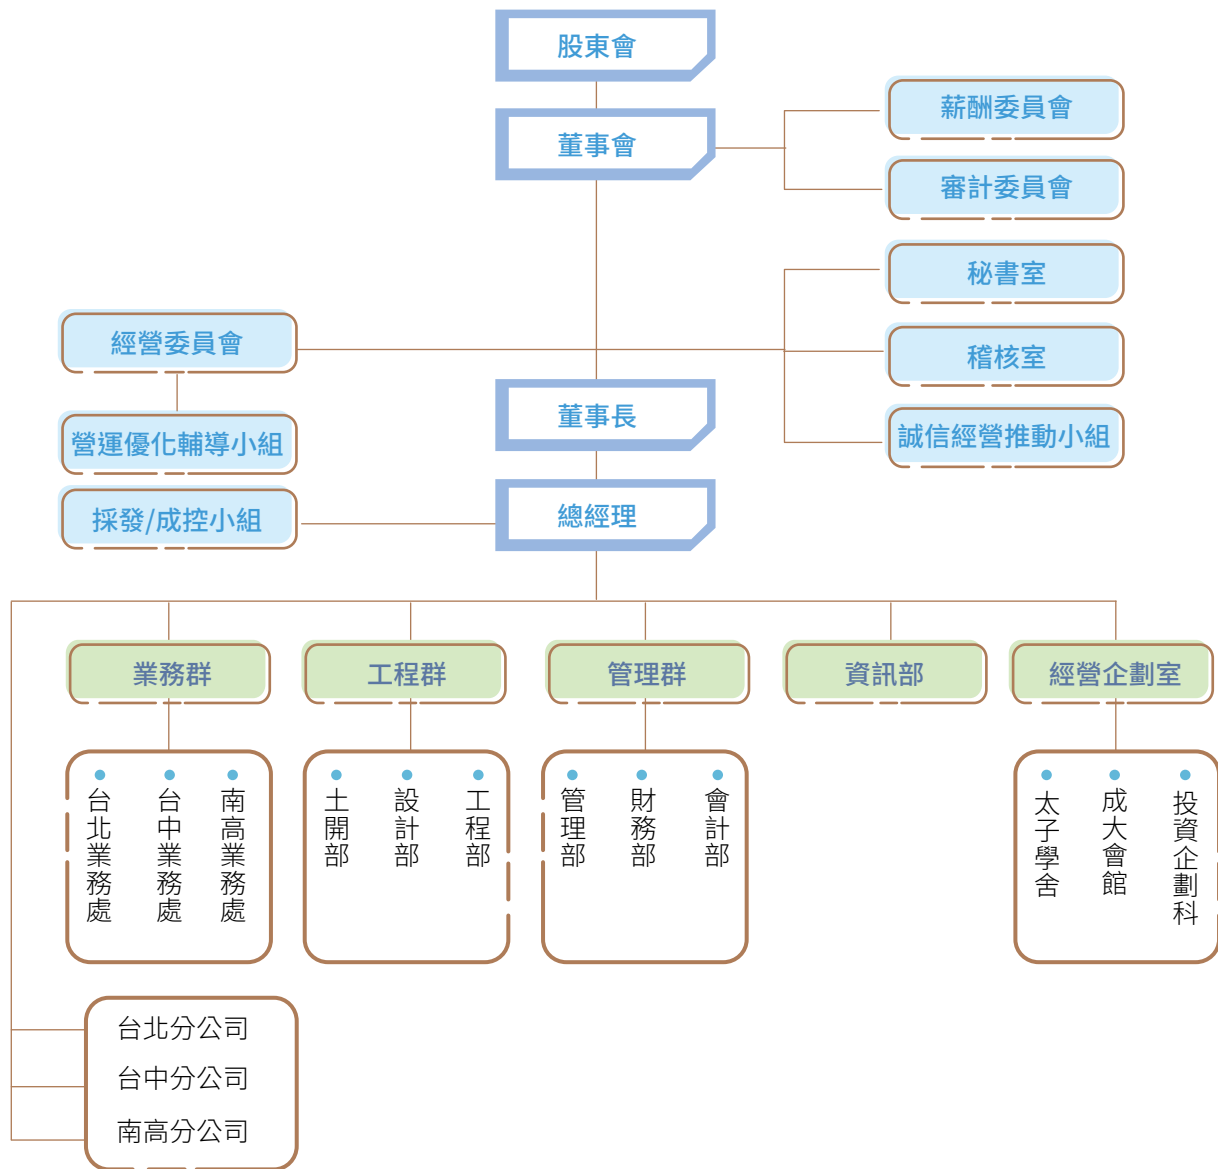 股東會
董事會
薪酬委員會
審計委員會
秘書室
經營委員會
稽核室
董事長
誠信經營推動小組
營運優化輔導小組
總經理
採發/成控小組
業務群
工程群
管理群
資訊部
經營企劃室
台北業務處
台中業務處
南高業務處
土開部
設計部
工程部
管理部
財務部
會計部
太子學舍
成大會館
投資企劃科
台北分公司
台中分公司
南高分公司